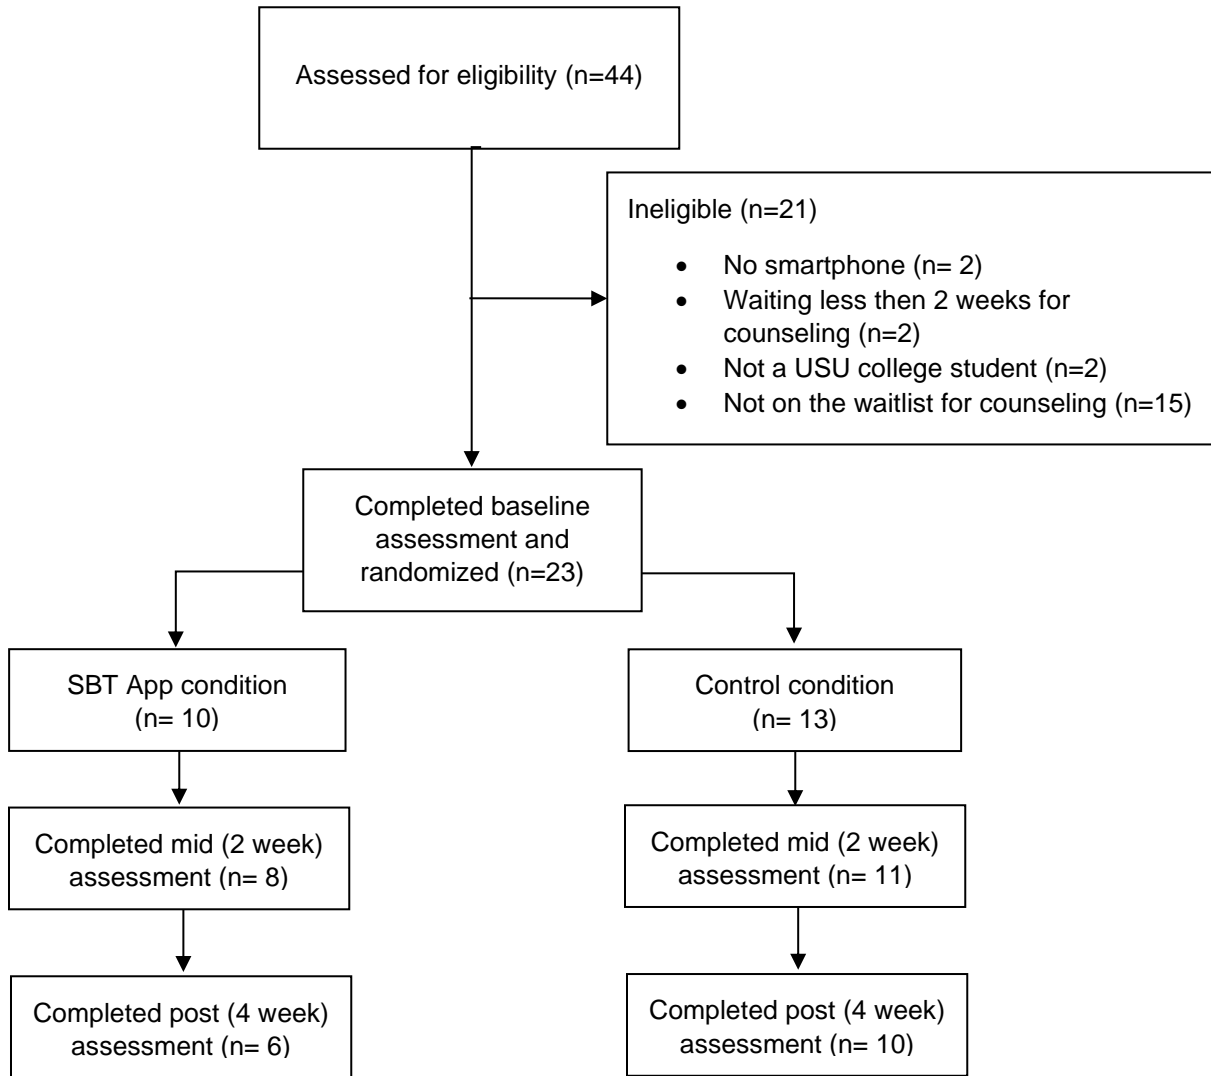 Assessed for eligibility (n=44)
Ineligible (n=21)
• No smartphone (n= 2)
• Waiting less then 2 weeks for
counseling (n=2)
• Not a USU college student (n=2)
• Not on the waitlist for counseling (n=15)
Completed baseline
assessment and
randomized (n=23)
SBT App condition
(n= 10)
Control condition
(n= 13)
Completed mid (2 week)
assessment (n= 8)
Completed mid (2 week)
assessment (n= 11)
Completed post (4 week)
assessment (n= 6)
Completed post (4 week)
assessment (n= 10)